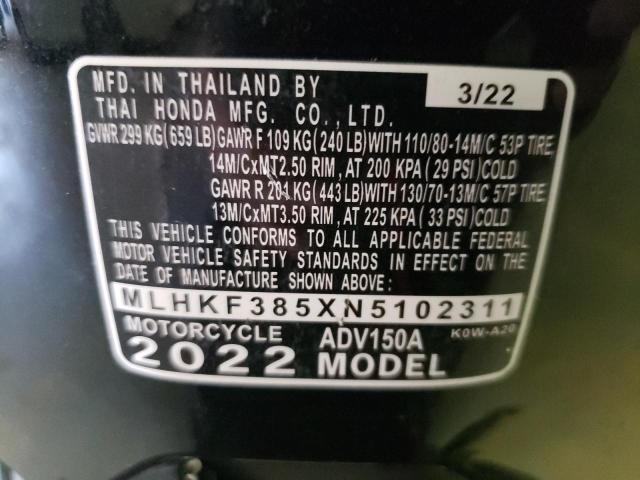 MFD. IN THAILAND BY 3/22
THAI HONDA MFG. CO., LTD.
GVWR 299 KG(659 LB)GAWR F 109 KG(240 LB)WITH 110/80-14M/C 53P TIRE,
14M/CxMT2.50 RIM, AT 200 KPA (29 PSI)COLD
GAWR R 201 KG(443 LB)WITH 130/70-13M/C 57P TIRE,
13M/CxMT3.50 RIM, AT 225 KPA (33 PSI)COLD
THIS VEHICLE CONFORMS TO ALL APPLICABLE FEDERAL
MOTOR VEHICLE SAFETY STANDARDS IN EFFECT ON THE
DATE OF MANUFACTURE SHOWN ABOVE:
MLHKF385XN5102311
MOTORCYCLE ADV150A K0W-A20
2022 MODEL